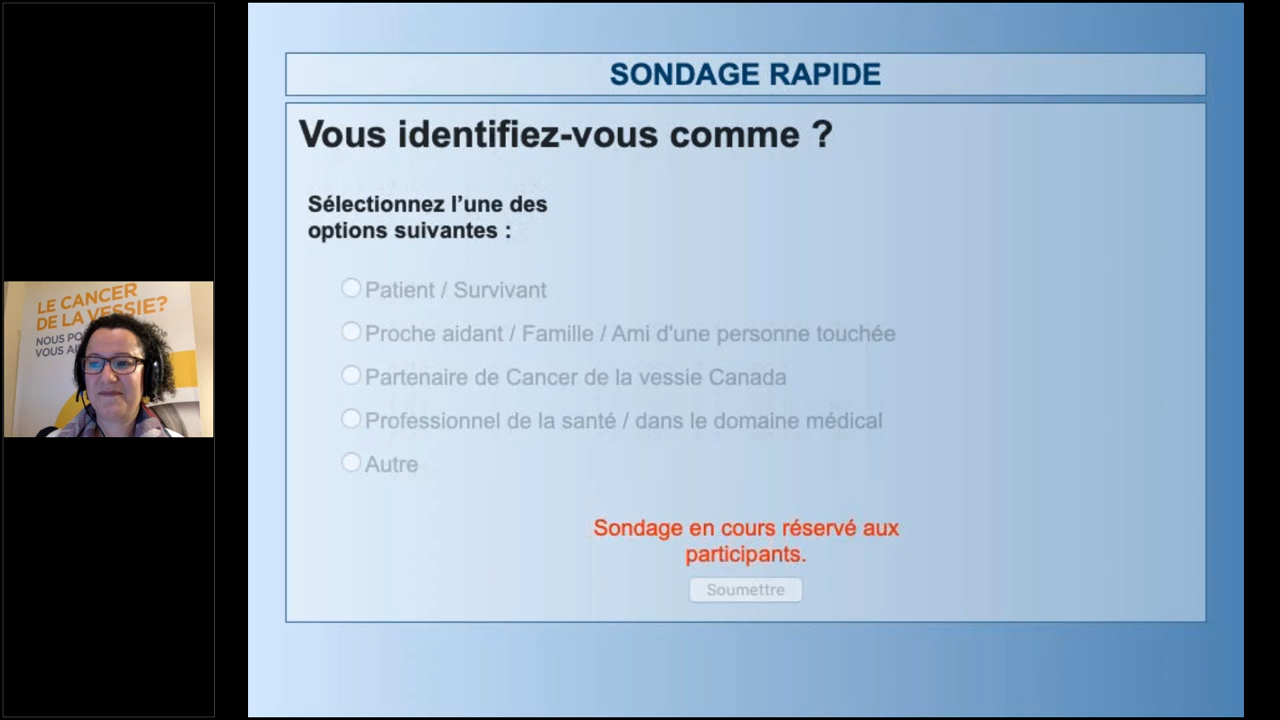 SONDAGE RAPIDE
Vous identifiez-vous comme ?
Sélectionnez l’une des
options suivantes :
Patient / Survivant
Proche aidant / Famille / Ami d'une personne touchée
Partenaire de Cancer de la vessie Canada
Professionnel de la santé / dans le domaine médical
Autre
Sondage en cours réservé aux
participants.
Soumettre
LE CANCER
DE LA VESSIE?
NOUS
VOUS